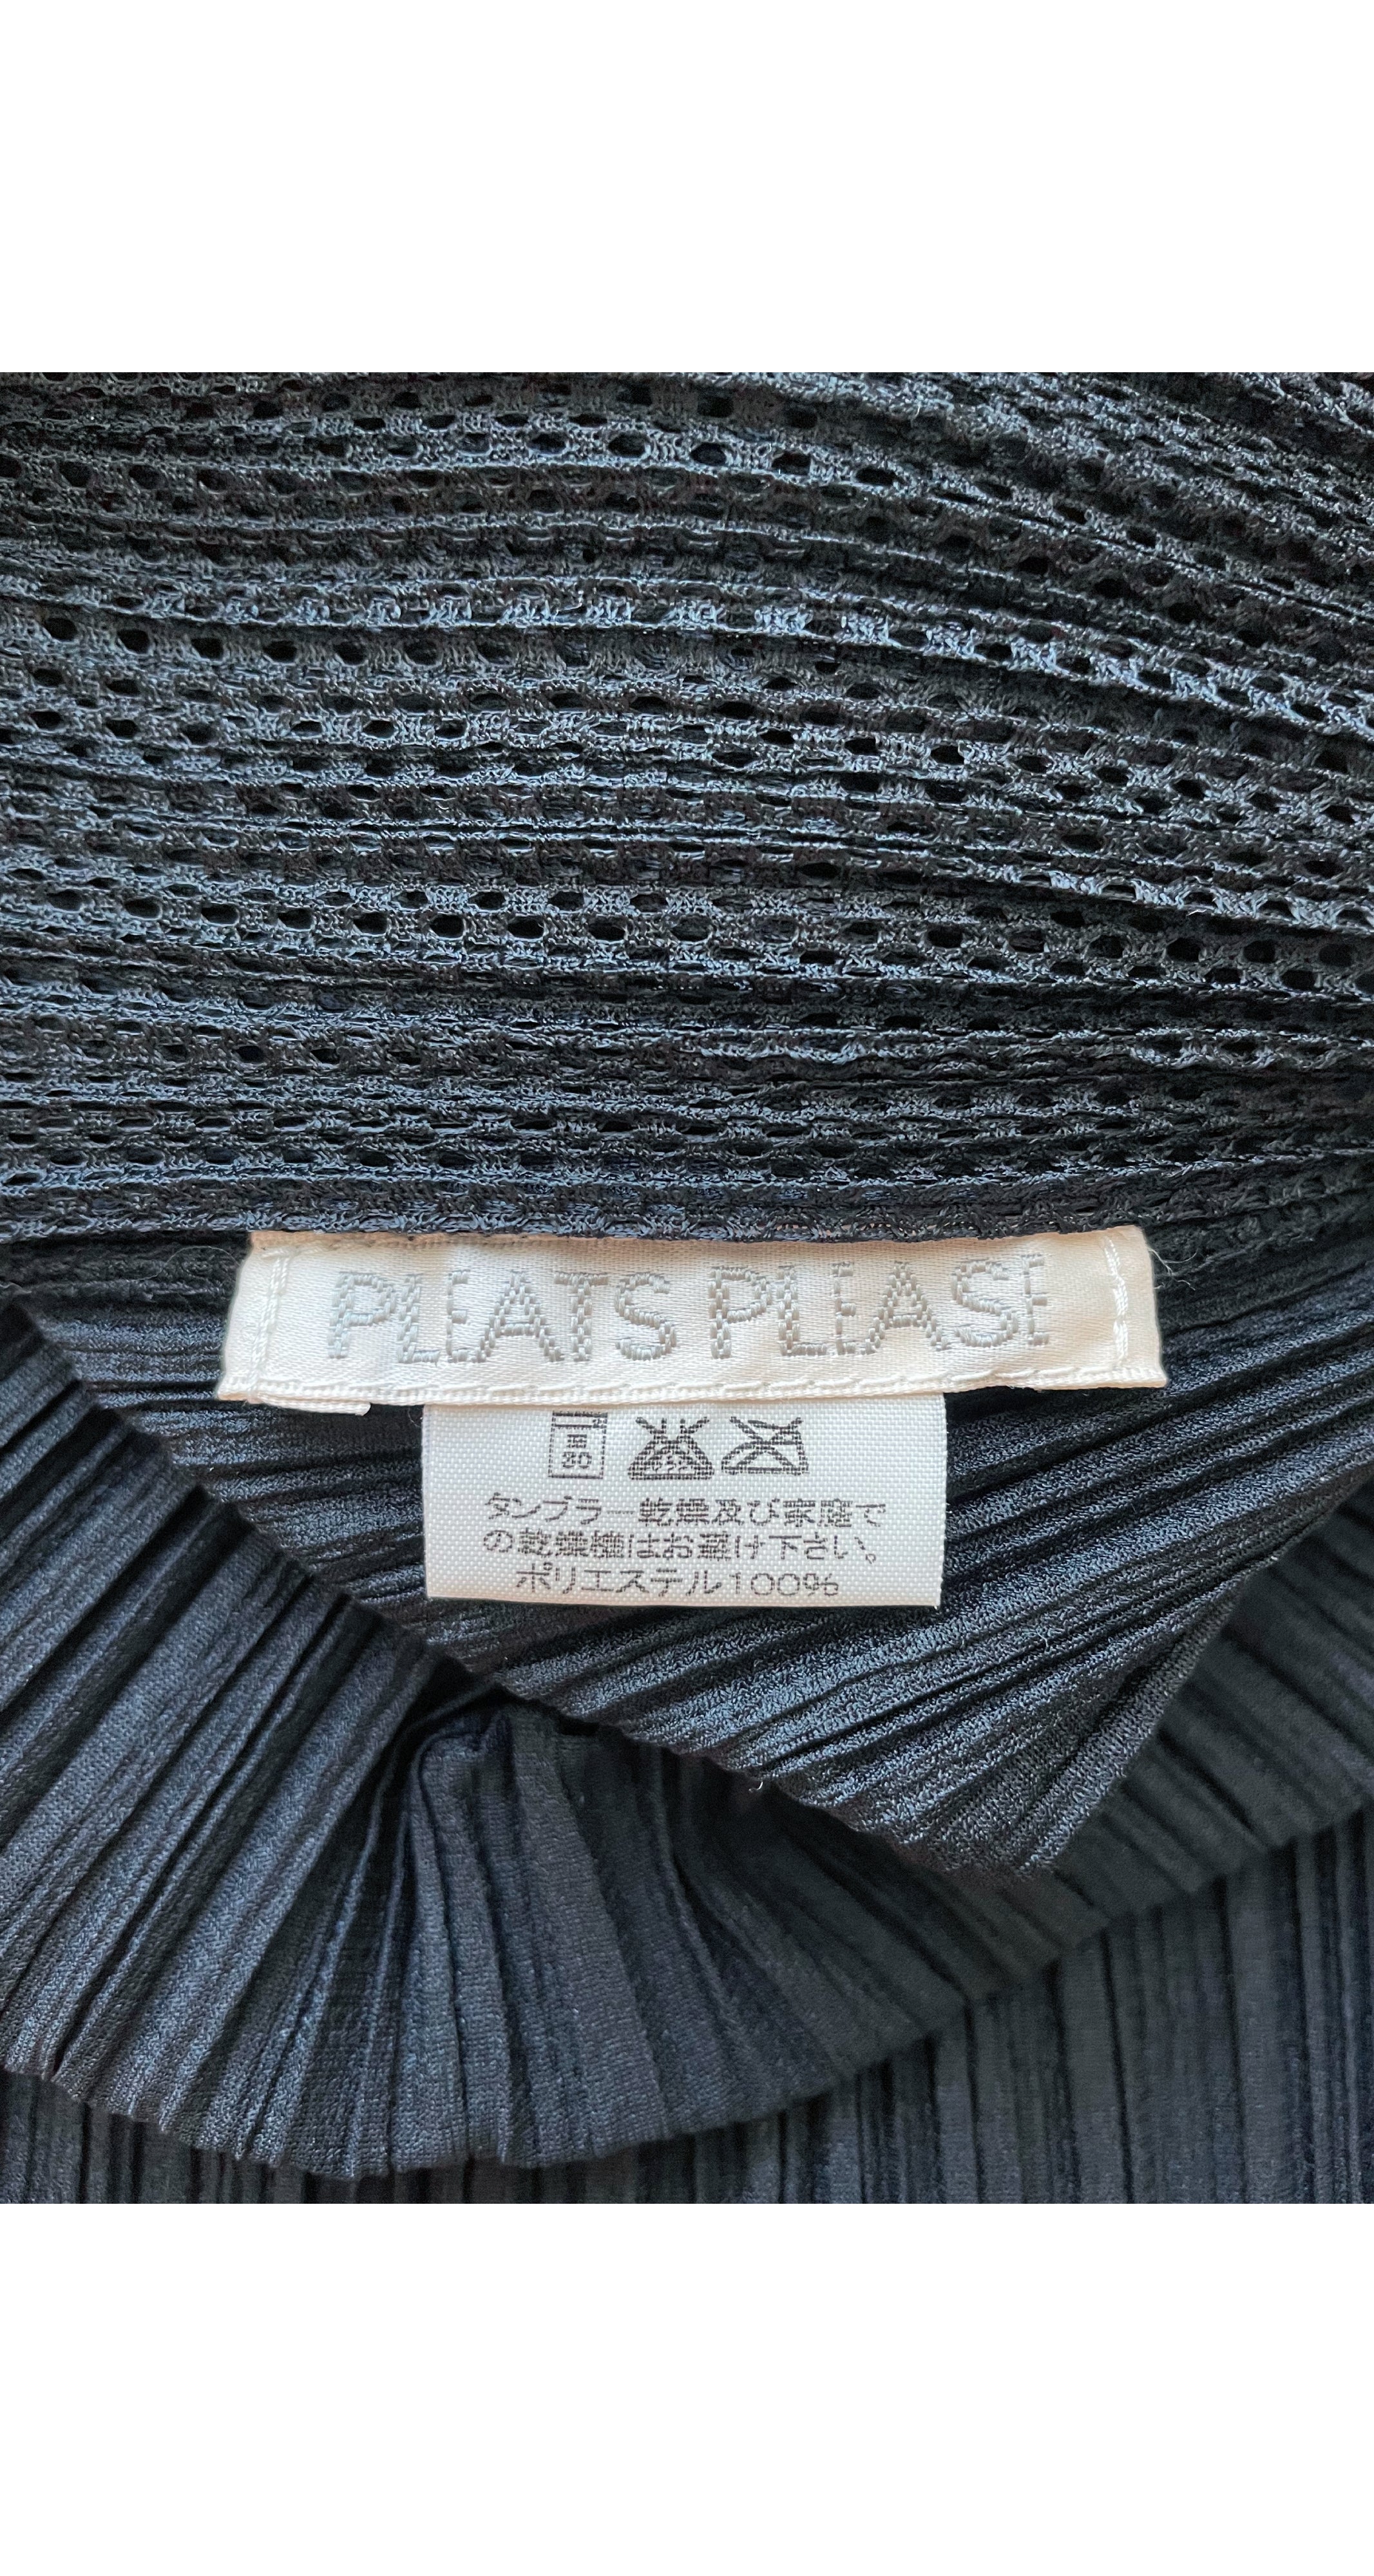 PLEATS PLEASE
30
タンブラー乾燥及び家庭で
の乾燥機はお避け下さい。
ポリエステル100%